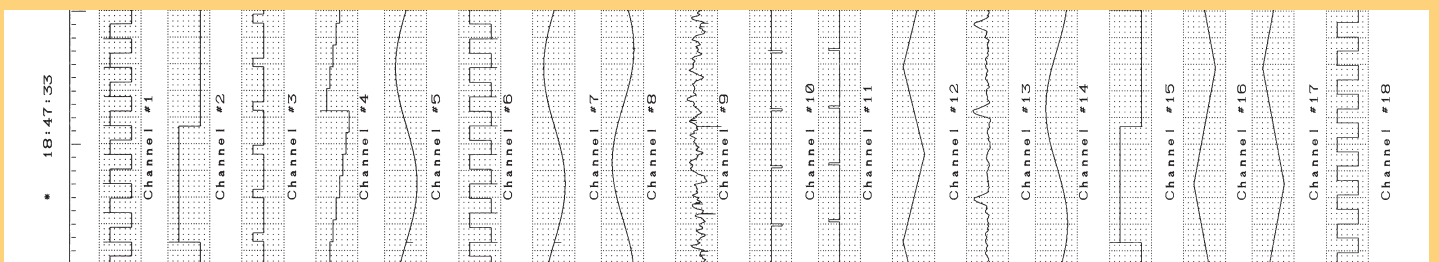 * 18:47:33
Channel #1
Channel #2
Channel #3
Channel #4
Channel #5
Channel #6
Channel #7
Channel #8
Channel #9
Channel #10
Channel #11
Channel #12
Channel #13
Channel #14
Channel #15
Channel #16
Channel #17
Channel #18